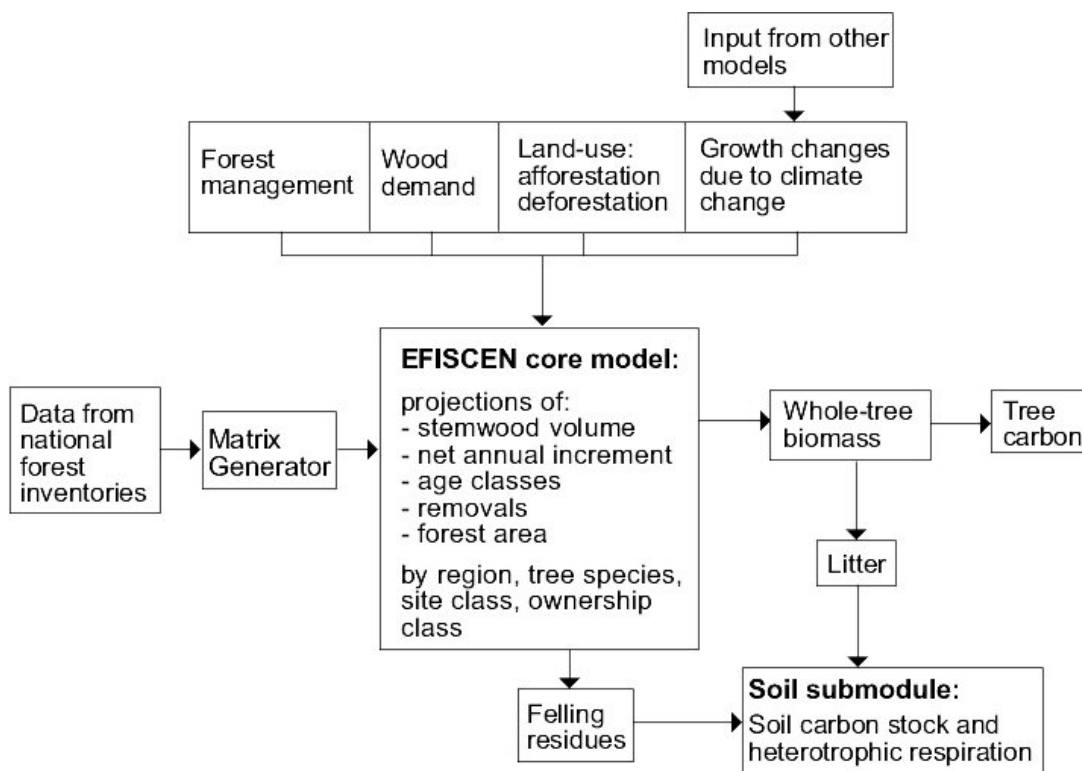 Input from other
models
Forest
management
Wood
demand
Land-use:
afforestation
deforestation
Growth changes
due to climate
change
Data from
national
forest
inventories
Matrix
Generator
EFISCEN core model:
projections of:
- stemwood volume
- net annual increment
- age classes
- removals
- forest area
by region, tree species,
site class, ownership
class
Whole-tree
biomass
Tree
carbon
Litter
Felling
residues
Soil submodule:
Soil carbon stock and
heterotrophic respiration